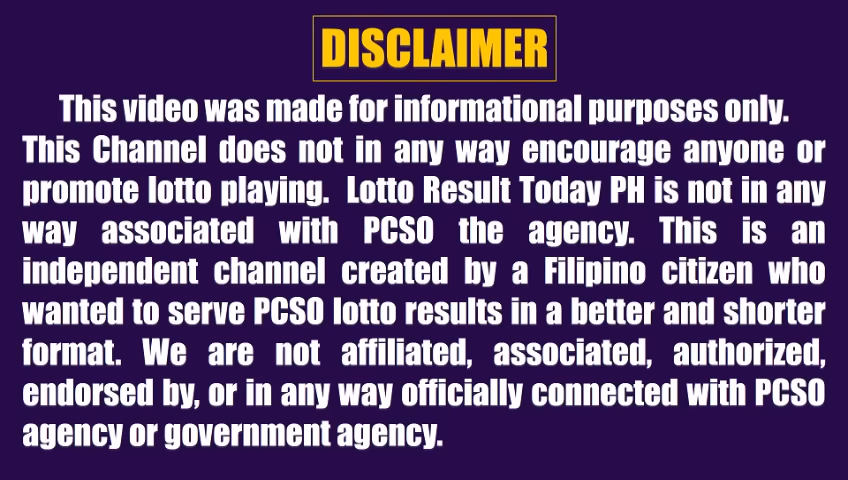 DISCLAIMER
This video was made for informational purposes only.
This Channel does not in any way encourage anyone or
promote lotto playing. Lotto Result Today PH is not in any
way associated with PCSO the agency. This is an
independent channel created by a Filipino citizen who
wanted to serve PCSO lotto results in a better and shorter
format. We are not affiliated, associated, authorized,
endorsed by, or in any way officially connected with PCSO
agency or government agency.